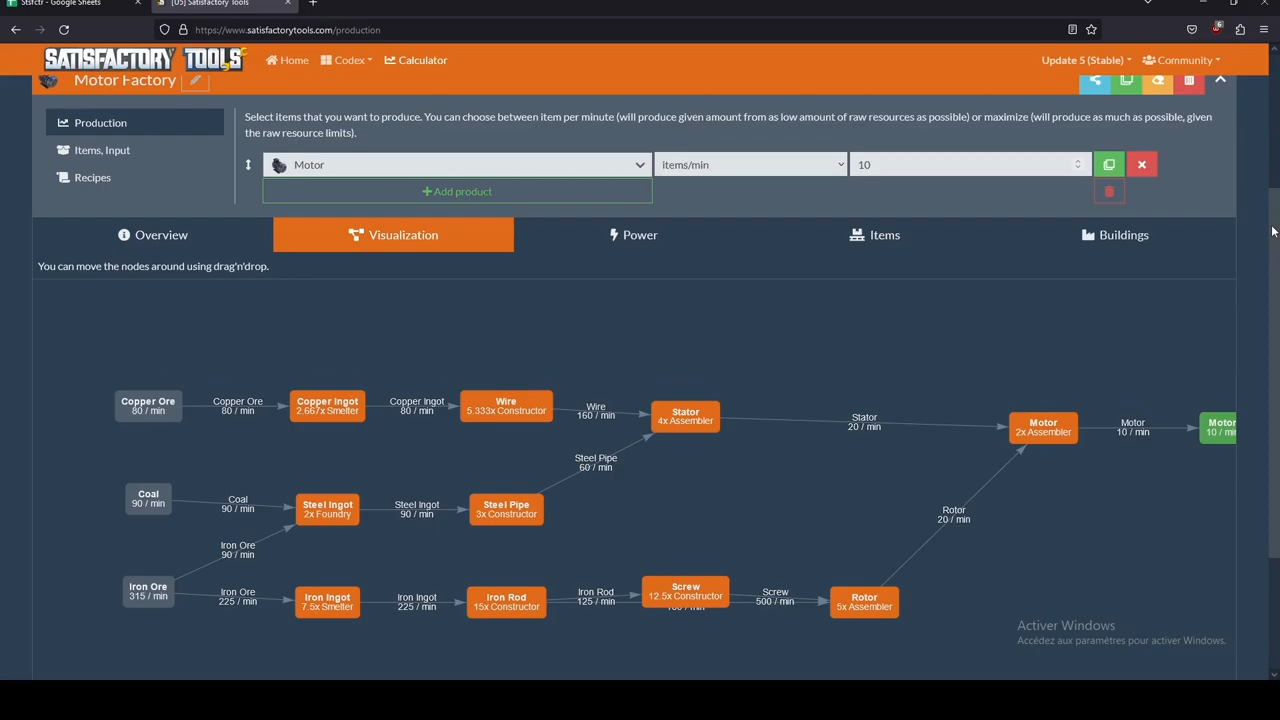 Stsfctr - Google Sheets
[U5] Satisfactory Tools
https://www.satisfactorytools.com/production
6
SATISFACTORY TOOLS
Home
Codex
Calculator
Update 5 (Stable)
Community
Motor Factory
Production
Items, Input
Recipes
Select items that you want to produce. You can choose between item per minute (will produce given amount from as low amount of raw resources as possible) or maximize (will produce as much as possible, given
the raw resource limits).
Motor
items/min
10
Add product
Overview
Visualization
Power
Items
Buildings
You can move the nodes around using drag'n'drop.
Copper Ore
80 / min
Copper Ore
80 / min
Copper Ingot
2.667x Smelter
Copper Ingot
80 / min
Wire
5.333x Constructor
Wire
160 / min
Stator
4x Assembler
Stator
20 / min
Motor
2x Assembler
Motor
10 / min
Motor
10 / min
Steel Pipe
60 / min
Coal
90 / min
Coal
90 / min
Steel Ingot
2x Foundry
Steel Ingot
90 / min
Steel Pipe
3x Constructor
Rotor
20 / min
Iron Ore
90 / min
Iron Ore
315 / min
Iron Ore
225 / min
Iron Ingot
7.5x Smelter
Iron Ingot
225 / min
Iron Rod
15x Constructor
Iron Rod
125 / min
Screw
12.5x Constructor
Screw
500 / min
Rotor
5x Assembler
Activer Windows
Accédez aux paramètres pour activer Windows.